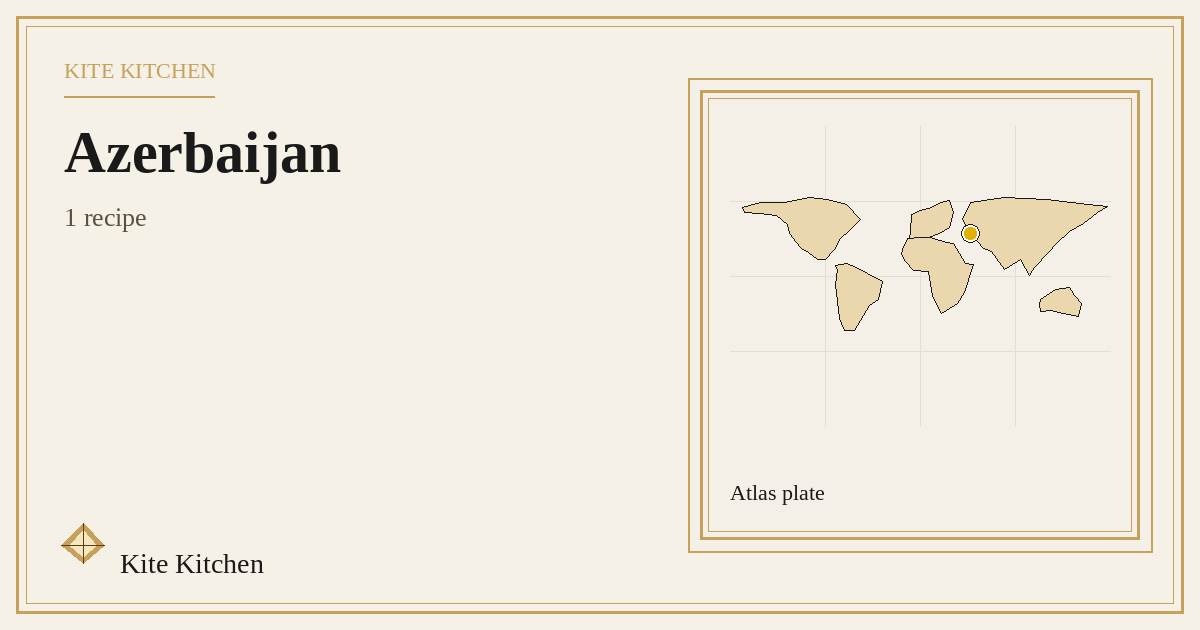 KITE KITCHEN
Azerbaijan
1 recipe
Atlas plate
Kite Kitchen